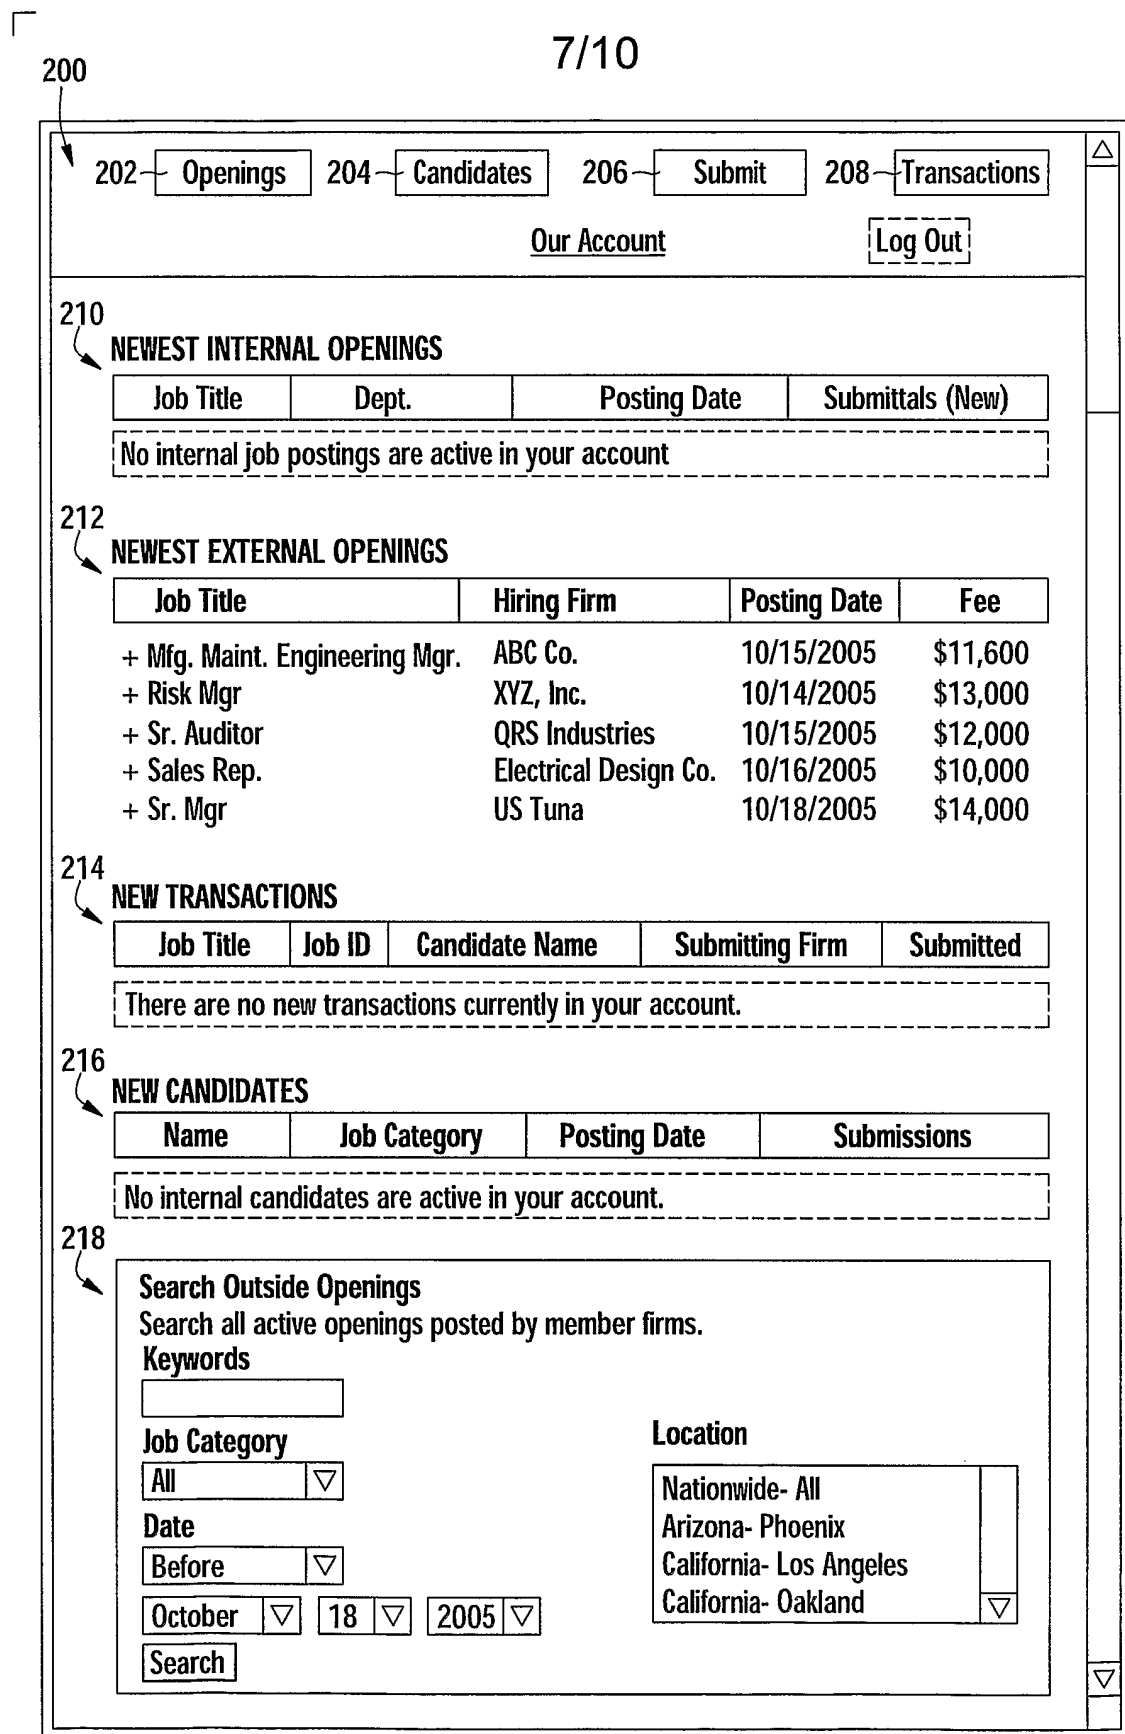 7/10
200
202 Openings 204 Candidates 206 Submit 208 Transactions
Our Account Log Out
210
NEWEST INTERNAL OPENINGS
Job Title Dept. Posting Date Submittals (New)
No internal job postings are active in your account
212
NEWEST EXTERNAL OPENINGS
Job Title Hiring Firm Posting Date Fee
+ Mfg. Maint. Engineering Mgr. ABC Co. 10/15/2005 $11,600
+ Risk Mgr XYZ, Inc. 10/14/2005 $13,000
+ Sr. Auditor QRS Industries 10/15/2005 $12,000
+ Sales Rep. Electrical Design Co. 10/16/2005 $10,000
+ Sr. Mgr US Tuna 10/18/2005 $14,000
214
NEW TRANSACTIONS
Job Title Job ID Candidate Name Submitting Firm Submitted
There are no new transactions currently in your account.
216
NEW CANDIDATES
Name Job Category Posting Date Submissions
No internal candidates are active in your account.
218
Search Outside Openings
Search all active openings posted by member firms.
Keywords
Job Category
All
Date
Before
October 18 2005
Search
Location
Nationwide- All
Arizona- Phoenix
California- Los Angeles
California- Oakland